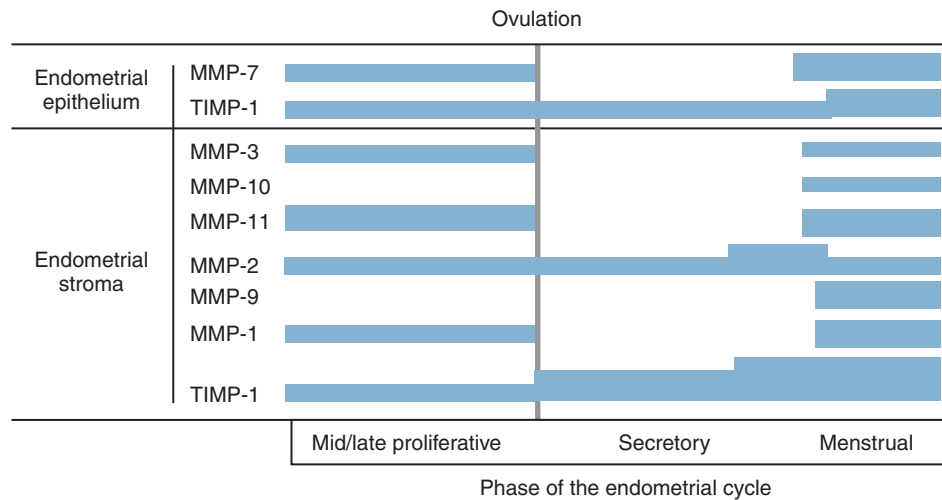 Ovulation
Endometrial
epithelium
MMP-7
TIMP-1
Endometrial
stroma
MMP-3
MMP-10
MMP-11
MMP-2
MMP-9
MMP-1
TIMP-1
Mid/late proliferative
Secretory
Menstrual
Phase of the endometrial cycle